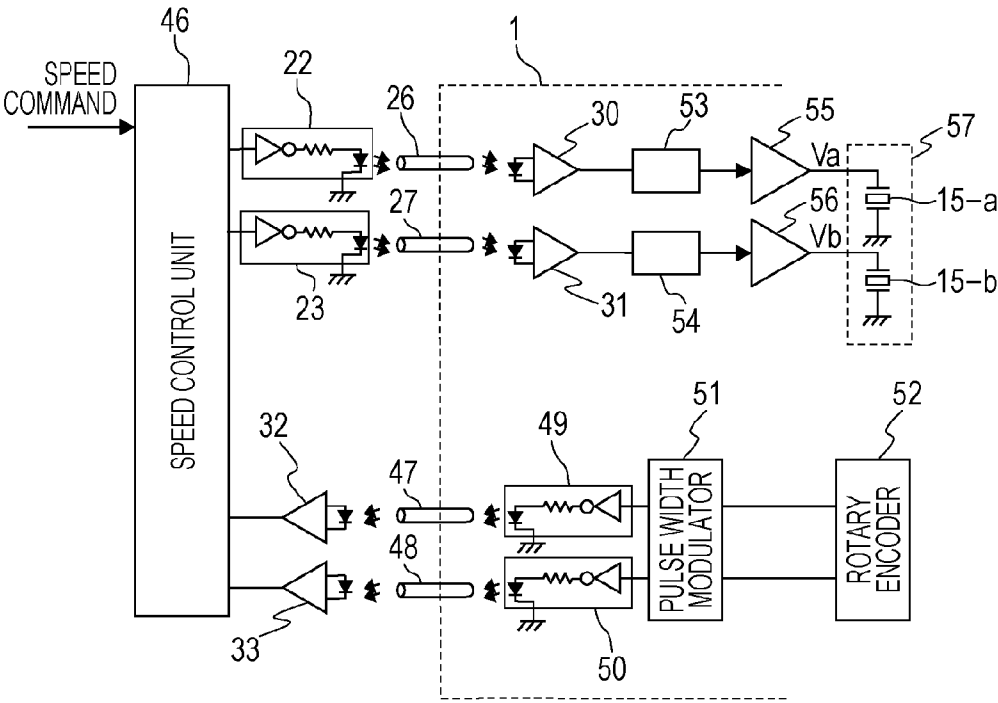 46
SPEED
COMMAND
22
26
1
30
53
55
57
Va
15-a
27
56
Vb
15-b
23
31
54
SPEED CONTROL UNIT
32
47
49
51
52
48
33
50
PULSE WIDTH
MODULATOR
ROTARY
ENCODER